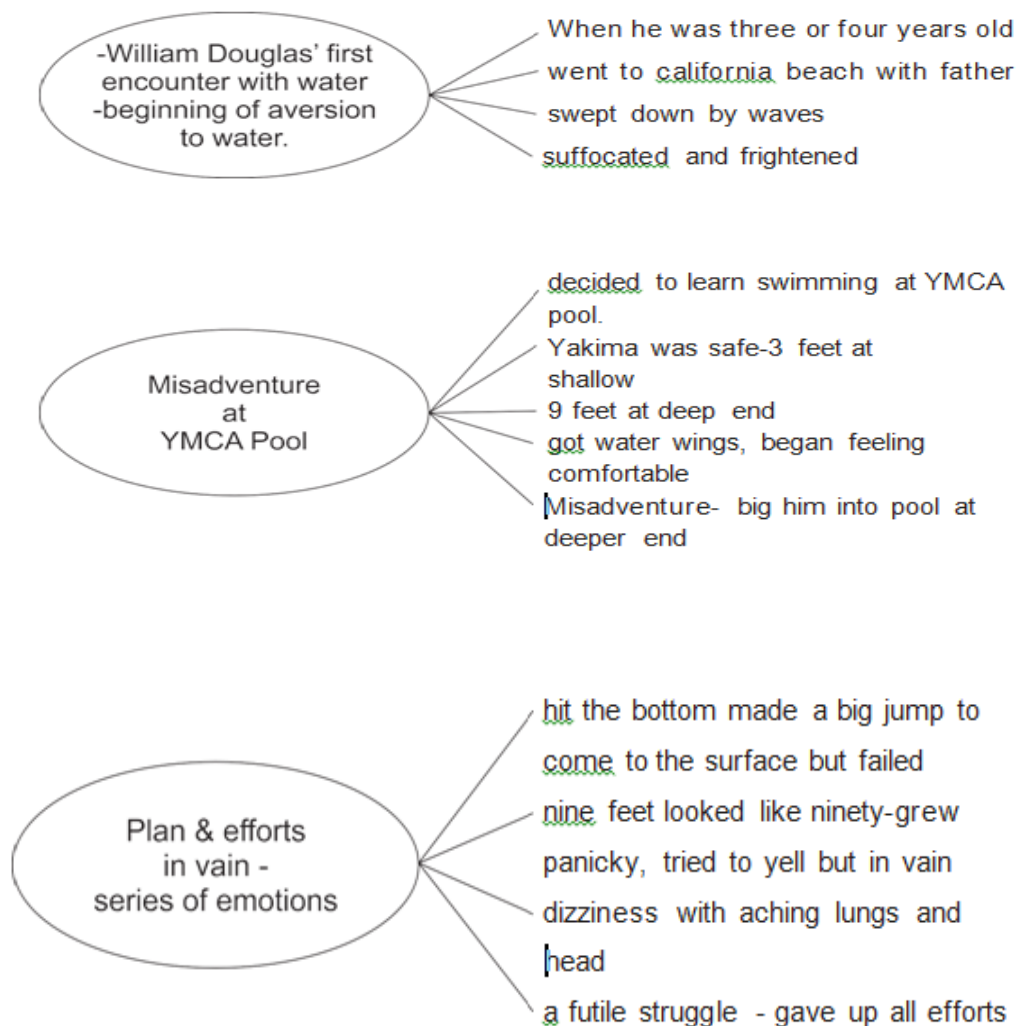 -William Douglas' first
encounter with water
-beginning of aversion
to water.
When he was three or four years old
went to california beach with father
swept down by waves
suffocated and frightened
Misadventure
at
YMCA Pool
decided to learn swimming at YMCA
pool.
Yakima was safe-3 feet at
shallow
9 feet at deep end
got water wings, began feeling
comfortable
Misadventure- big him into pool at
deeper end
Plan & efforts
in vain -
series of emotions
hit the bottom made a big jump to
come to the surface but failed
nine feet looked like ninety-grew
panicky, tried to yell but in vain
dizziness with aching lungs and
head
a futile struggle - gave up all efforts